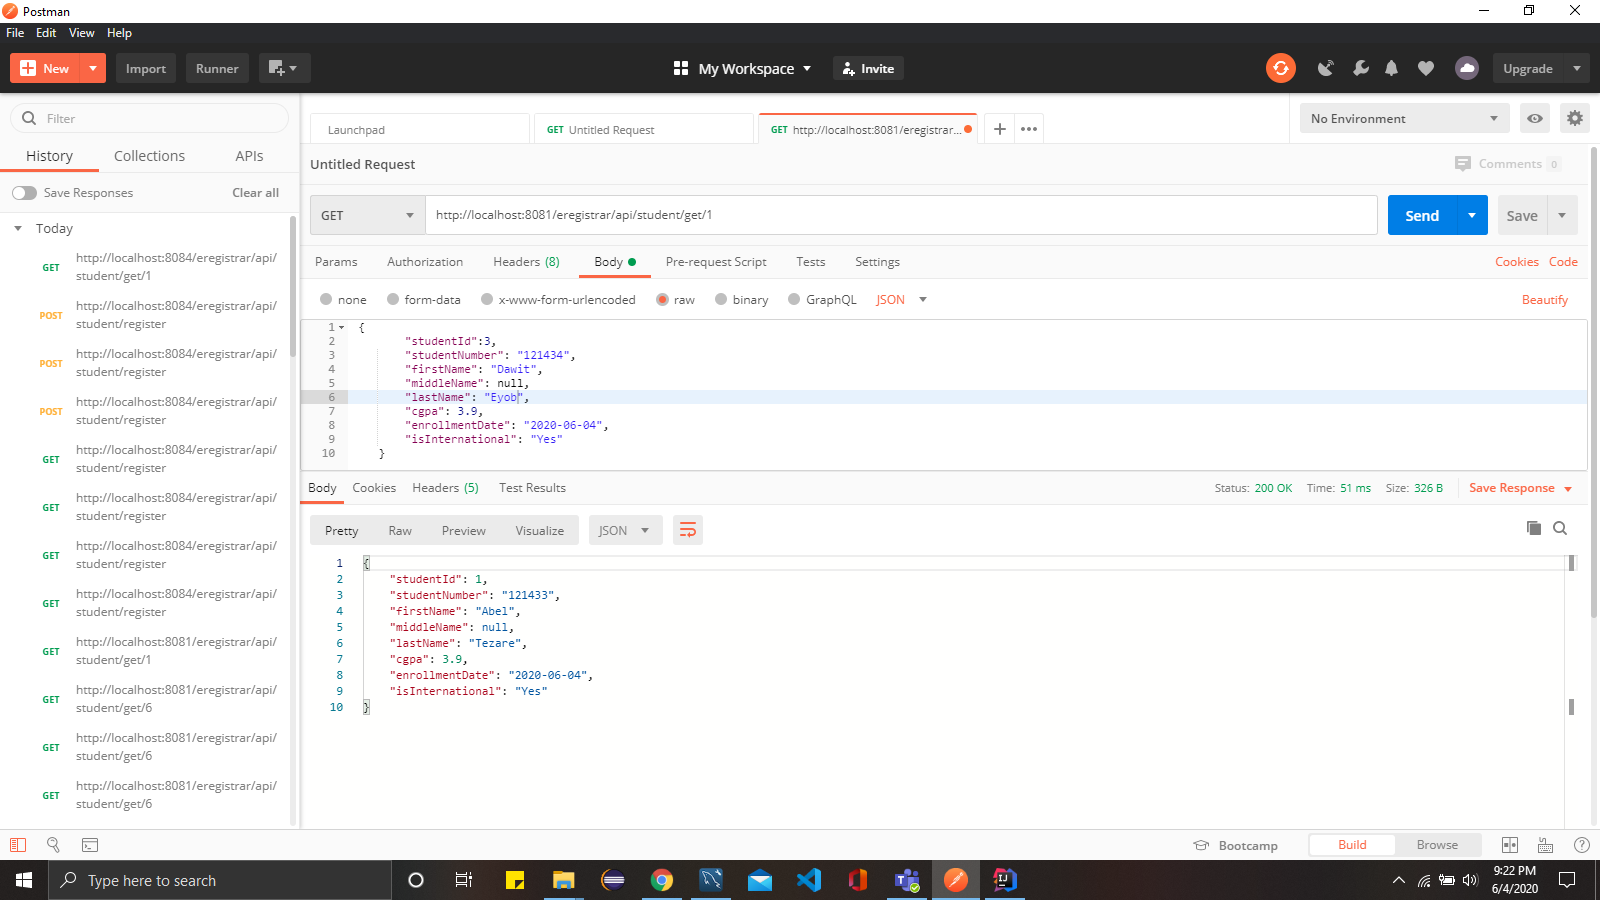 Postman
File Edit View Help
New Import Runner My Workspace Invite Upgrade
Filter
History Collections APIs
Save Responses Clear all
Today
GET http://localhost:8084/eregistrar/api/
student/get/1
POST http://localhost:8084/eregistrar/api/
student/register
POST http://localhost:8084/eregistrar/api/
student/register
POST http://localhost:8084/eregistrar/api/
student/register
GET http://localhost:8084/eregistrar/api/
student/register
GET http://localhost:8084/eregistrar/api/
student/register
GET http://localhost:8084/eregistrar/api/
student/register
GET http://localhost:8084/eregistrar/api/
student/register
GET http://localhost:8081/eregistrar/api/
student/get/1
GET http://localhost:8081/eregistrar/api/
student/get/6
GET http://localhost:8081/eregistrar/api/
student/get/6
GET http://localhost:8081/eregistrar/api/
student/get/6
Launchpad GET Untitled Request GET http://localhost:8081/eregistrar... No Environment
Untitled Request Comments 0
GET http://localhost:8081/eregistrar/api/student/get/1 Send Save
Params Authorization Headers (8) Body Pre-request Script Tests Settings Cookies Code
none form-data x-www-form-urlencoded raw binary GraphQL JSON Beautify
1 {
2 "studentId":3,
3 "studentNumber": "121434",
4 "firstName": "Dawit",
5 "middleName": null,
6 "lastName": "Eyob",
7 "cgpa": 3.9,
8 "enrollmentDate": "2020-06-04",
9 "isInternational": "Yes"
10 }
Body Cookies Headers (5) Test Results Status: 200 OK Time: 51 ms Size: 326 B Save Response
Pretty Raw Preview Visualize JSON
1 {
2 "studentId": 1,
3 "studentNumber": "121433",
4 "firstName": "Abel",
5 "middleName": null,
6 "lastName": "Tezare",
7 "cgpa": 3.9,
8 "enrollmentDate": "2020-06-04",
9 "isInternational": "Yes"
10 }
Bootcamp Build Browse
Type here to search
9:22 PM
6/4/2020